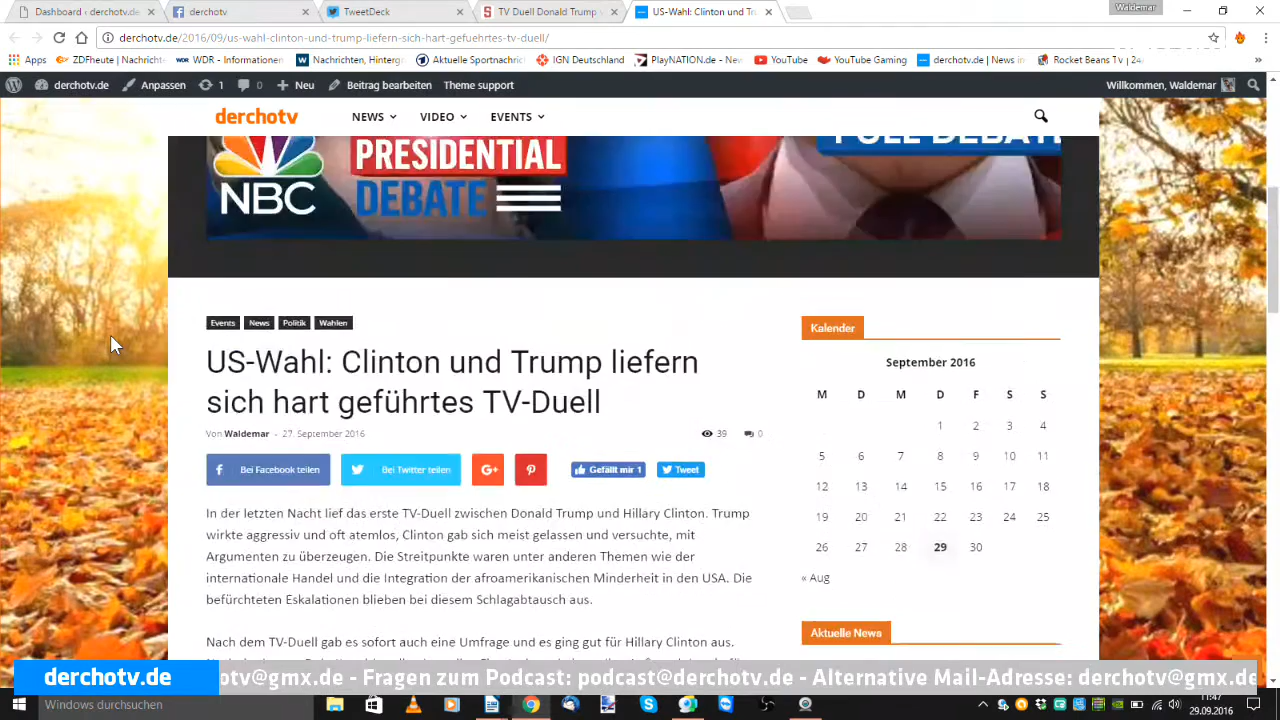 Waldemar
Dashboard ‹ derchotv.de
derchotv
TweetDeck
TV Duell Donald Trump v
US-Wahl: Clinton und Tru
derchotv.de/2016/09/us-wahl-clinton-und-trump-liefern-sich-hart-gefuehrtes-tv-duell/
Apps
ZDFheute | Nachrichte
WDR - Informationen
Nachrichten, Hintergr
Aktuelle Sportnachric
IGN Deutschland
PlayNATION.de - New
YouTube
YouTube Gaming
derchotv.de | News in
Rocket Beans TV | 24
»
derchotv.de
Anpassen
1
0
Neu
Beitrag bearbeiten
Theme support
Willkommen, Waldemar
derchotv
NEWS
VIDEO
EVENTS
PRESIDENTIAL
DEBATE
NBC
FULL DEBATE
Events
News
Politik
Wahlen
US-Wahl: Clinton und Trump liefern
sich hart geführtes TV-Duell
Von Waldemar - 27. September 2016
39
0
Bei Facebook teilen
Bei Twitter teilen
G+
Gefällt mir 1
Tweet
In der letzten Nacht lief das erste TV-Duell zwischen Donald Trump und Hillary Clinton. Trump
wirkte aggressiv und oft atemlos, Clinton gab sich meist gelassen und versuchte, mit
Argumenten zu überzeugen. Die Streitpunkte waren unter anderen Themen wie der
internationale Handel und die Integration der afroamerikanischen Minderheit in den USA. Die
befürchteten Eskalationen blieben bei diesem Schlagabtausch aus.
Nach dem TV-Duell gab es sofort auch eine Umfrage und es ging gut für Hillary Clinton aus.
Kalender
September 2016
M D M D F S S
1 2 3 4
5 6 7 8 9 10 11
12 13 14 15 16 17 18
19 20 21 22 23 24 25
26 27 28 29 30
« Aug
Aktuelle News
derchotv.de
otv@gmx.de - Fragen zum Podcast: podcast@derchotv.de - Alternative Mail-Adresse: derchotv@gmx.de
Windows durchsuchen
11:47
29.09.2016